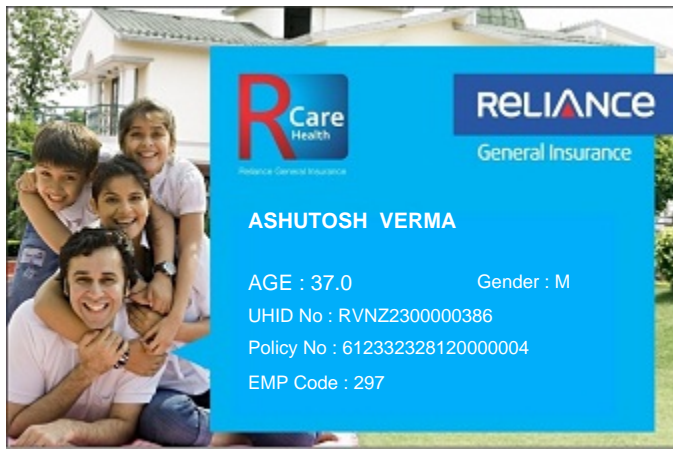 R Care
Health
Reliance General Insurance
RELIANCE
General Insurance
ASHUTOSH VERMA
AGE : 37.0 Gender : M
UHID No : RVNZ2300000386
Policy No : 612332328120000004
EMP Code : 297